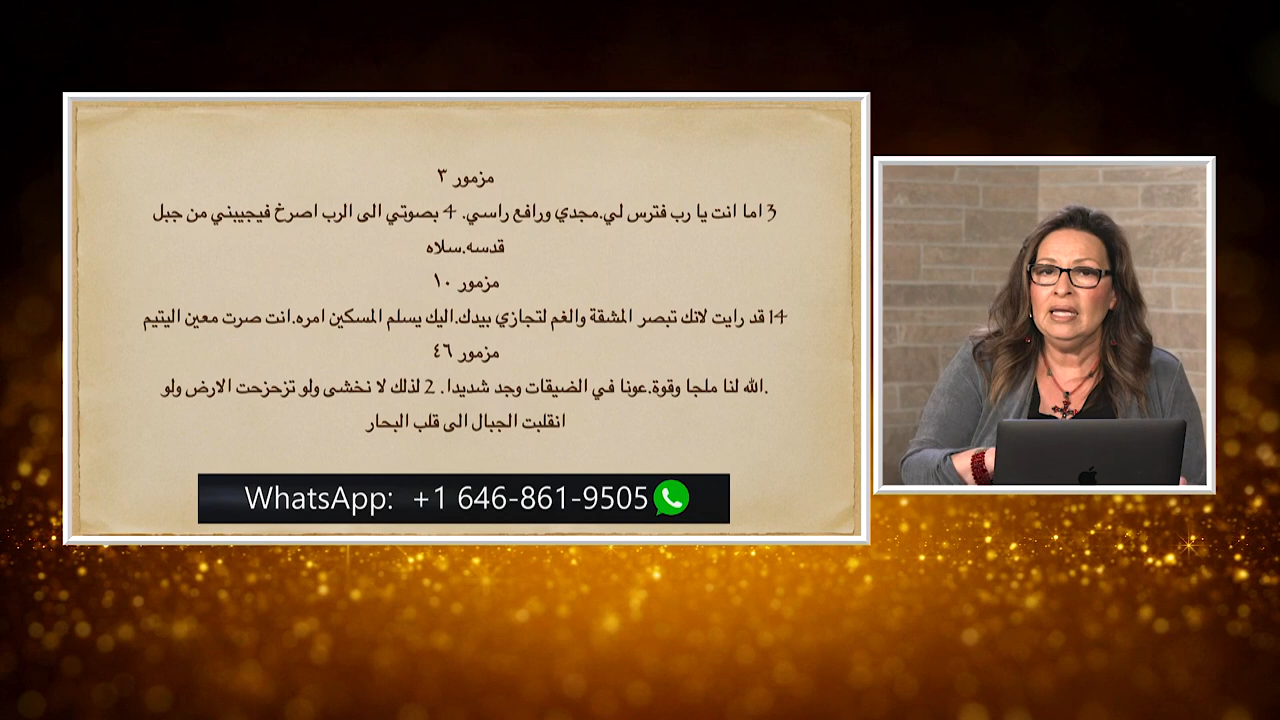 مزمور ٣
3 اما انت يا رب فترس لي.مجدي ورافع راسي. 4 بصوتي الى الرب اصرخ فيجيبني من جبل
قدسه.سلاه
مزمور ١٠
14 قد رايت لانك تبصر المشقة والغم لتجازي بيدك.اليك يسلم المسكين امره.انت صرت معين اليتيم
مزمور ٤٦
.الله لنا ملجا وقوة.عونا في الضيقات وجد شديدا. 2 لذلك لا نخشى ولو تزحزحت الارض ولو
انقلبت الجبال الى قلب البحار
WhatsApp: +1 646-861-9505